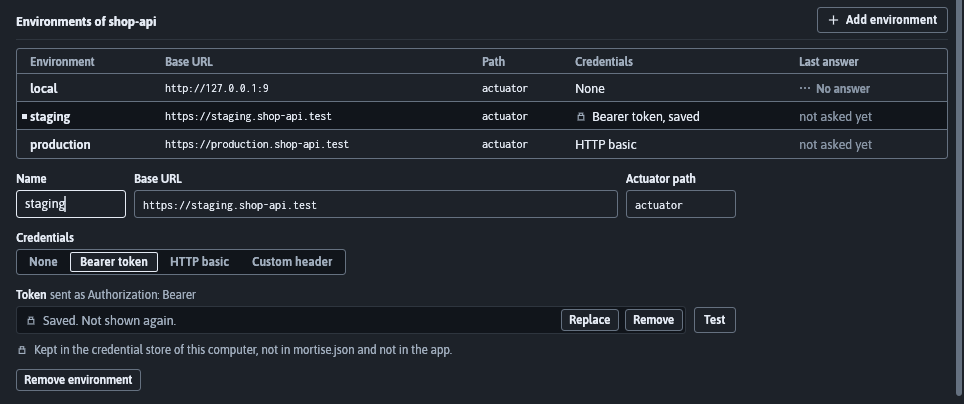 Environments of shop-api
+ Add environment
Environment Base URL Path Credentials Last answer
local http://127.0.0.1:9 actuator None ··· No answer
staging https://staging.shop-api.test actuator Bearer token, saved not asked yet
production https://production.shop-api.test actuator HTTP basic not asked yet
Name Base URL Actuator path
staging https://staging.shop-api.test actuator
Credentials
None Bearer token HTTP basic Custom header
Token sent as Authorization: Bearer
Saved. Not shown again. Replace Remove Test
Kept in the credential store of this computer, not in mortise.json and not in the app.
Remove environment